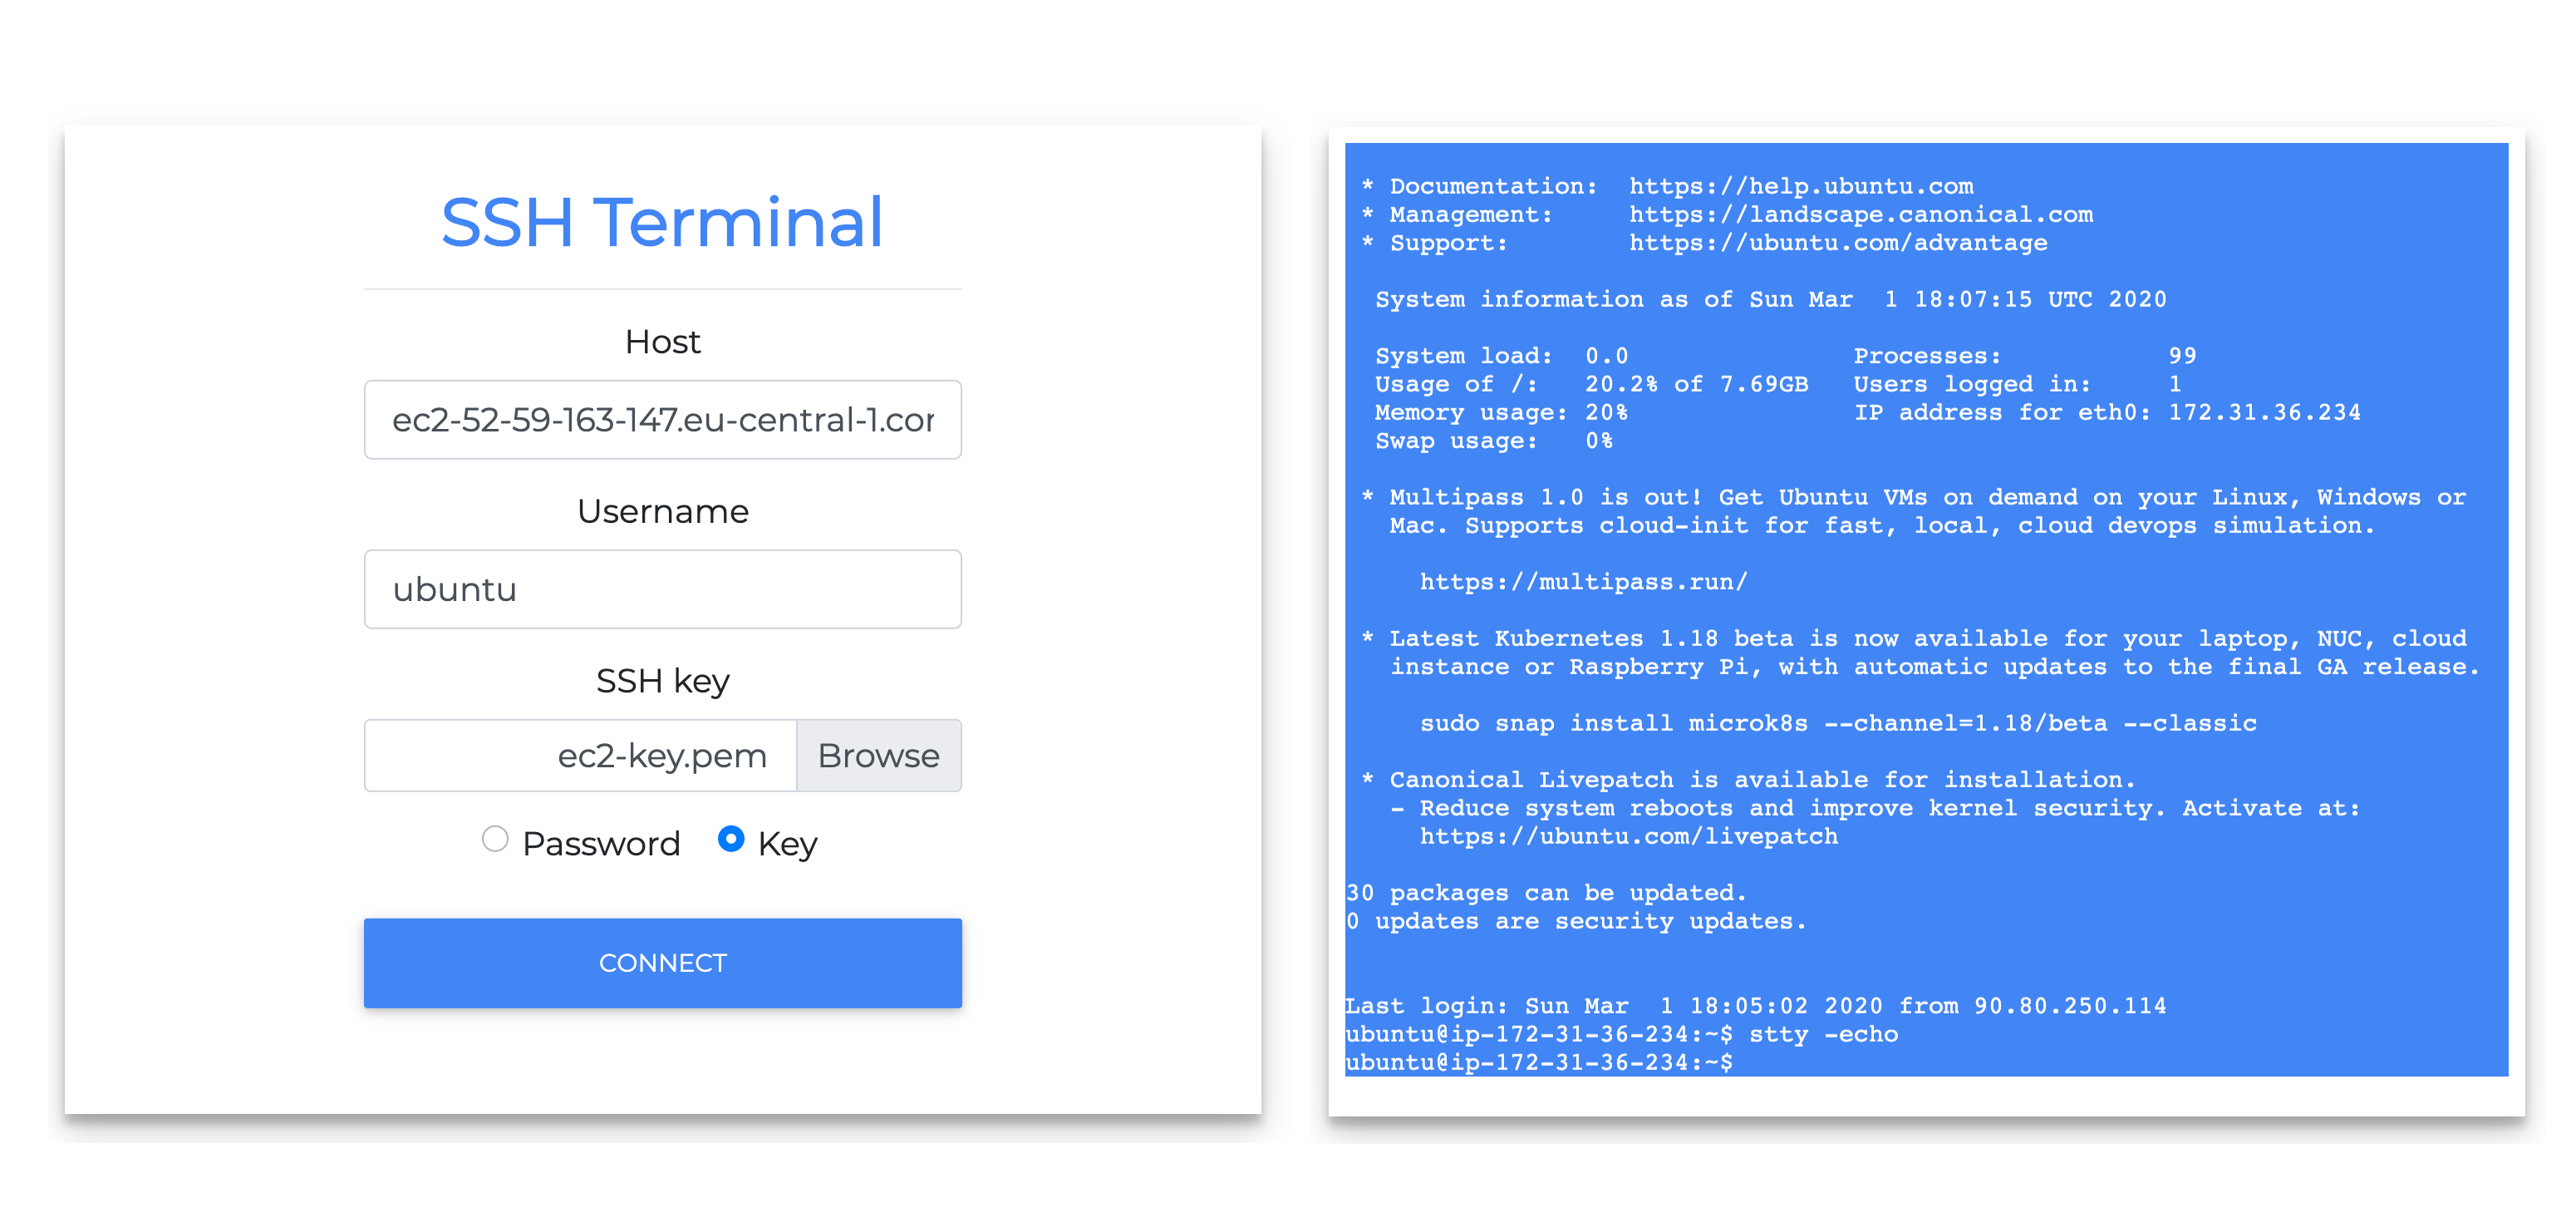 SSH Terminal
Host
ec2-52-59-163-147.eu-central-1.cor
Username
ubuntu
SSH key
ec2-key.pem Browse
Password Key
CONNECT
* Documentation:  https://help.ubuntu.com
* Management:     https://landscape.canonical.com
* Support:        https://ubuntu.com/advantage
System information as of Sun Mar  1 18:07:15 UTC 2020
System load:  0.0               Processes:           99
Usage of /:   20.2% of 7.69GB   Users logged in:     1
Memory usage: 20%               IP address for eth0: 172.31.36.234
Swap usage:   0%
* Multipass 1.0 is out! Get Ubuntu VMs on demand on your Linux, Windows or
Mac. Supports cloud-init for fast, local, cloud devops simulation.
https://multipass.run/
* Latest Kubernetes 1.18 beta is now available for your laptop, NUC, cloud
instance or Raspberry Pi, with automatic updates to the final GA release.
sudo snap install microk8s --channel=1.18/beta --classic
* Canonical Livepatch is available for installation.
- Reduce system reboots and improve kernel security. Activate at:
https://ubuntu.com/livepatch
30 packages can be updated.
0 updates are security updates.
Last login: Sun Mar  1 18:05:02 2020 from 90.80.250.114
ubuntu@ip-172-31-36-234:~$ stty -echo
ubuntu@ip-172-31-36-234:~$